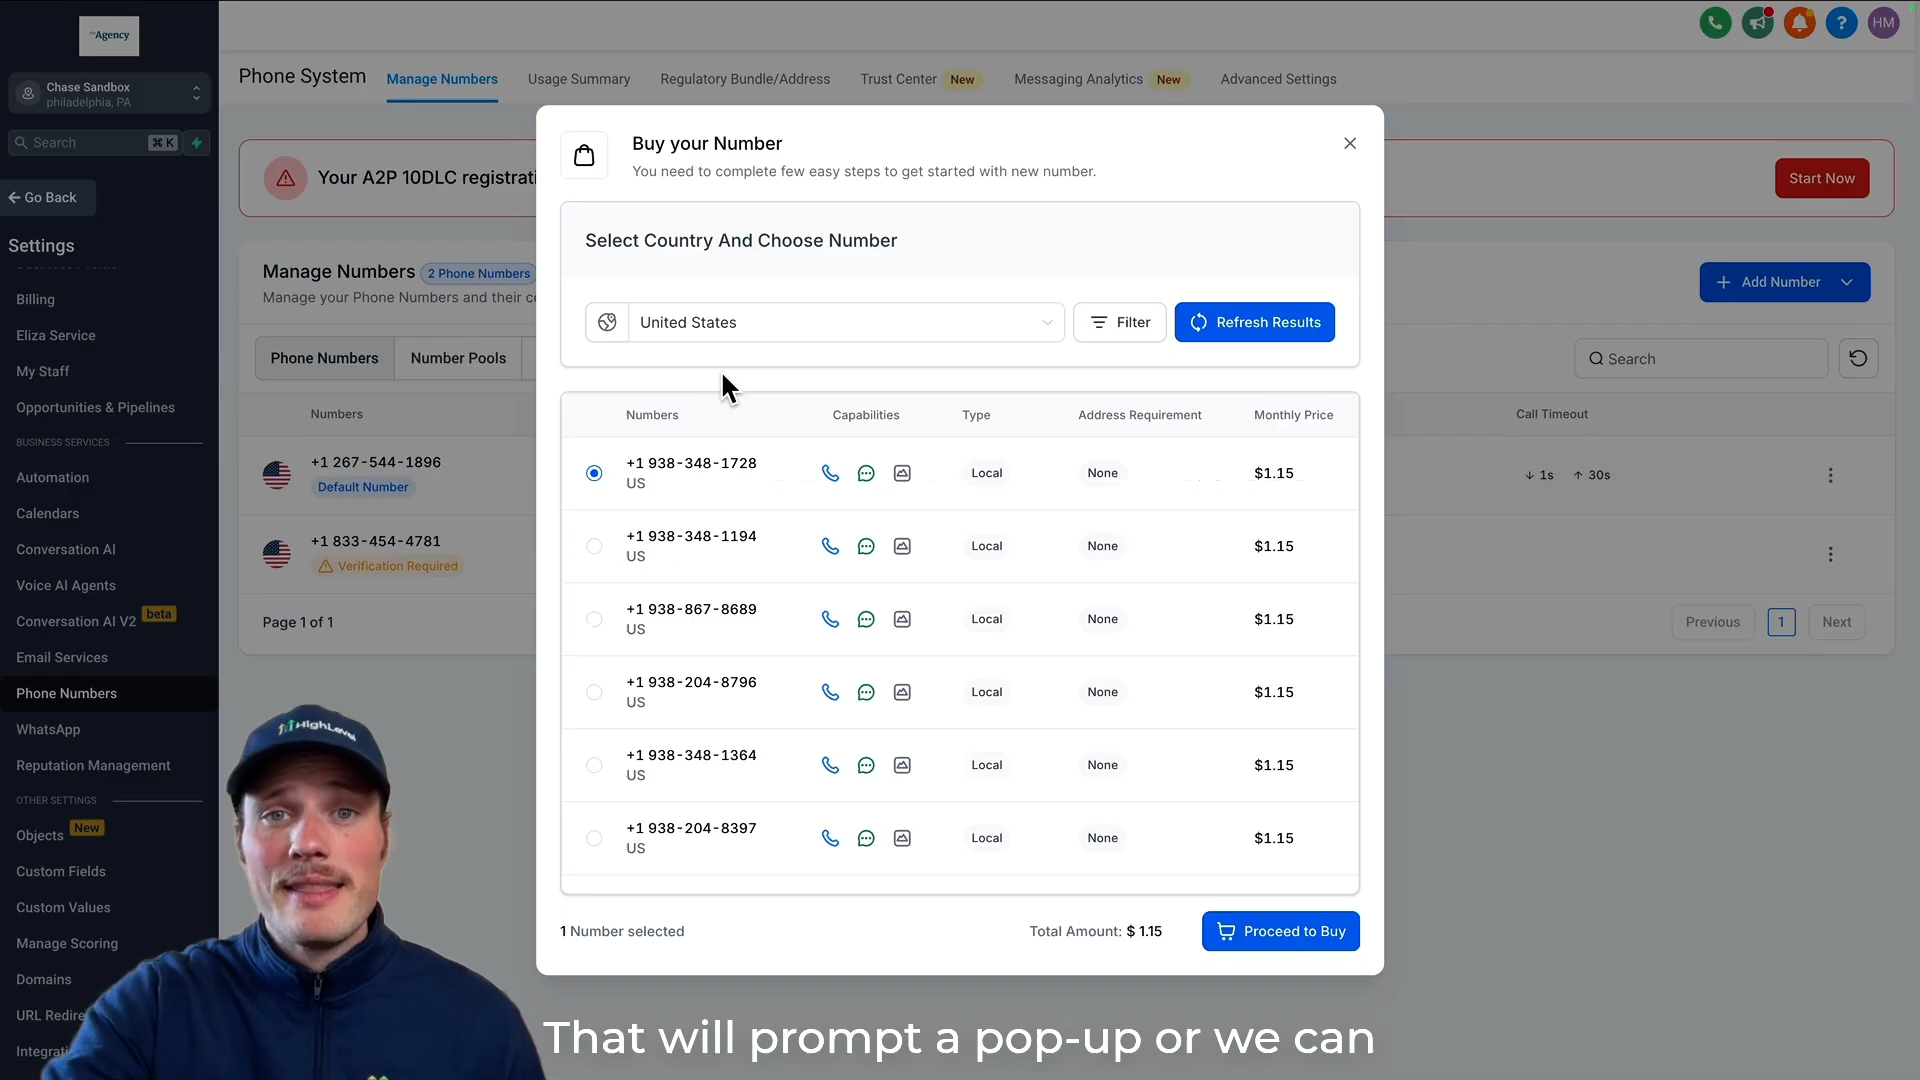 Agency
Chase Sandbox
philadelphia, PA
Search
⌘ K
Go Back
Settings
Billing
Eliza Service
My Staff
Opportunities & Pipelines
BUSINESS SERVICES
Automation
Calendars
Conversation AI
Voice AI Agents
Conversation AI V2
beta
Email Services
Phone Numbers
WhatsApp
Reputation Management
OTHER SETTINGS
Objects
New
Custom Fields
Custom Values
Manage Scoring
Domains
URL Redire
Integrati
HM
Phone System
Manage Numbers
Usage Summary
Regulatory Bundle/Address
Trust Center New
Messaging Analytics New
Advanced Settings
Your A2P 10DLC registrati
Start Now
Manage Numbers
2 Phone Numbers
Manage your Phone Numbers and their c
Add Number
Phone Numbers
Number Pools
Search
Numbers
Call Timeout
+1 267-544-1896
Default Number
1s
30s
+1 833-454-4781
Verification Required
Page 1 of 1
Previous
1
Next
Buy your Number
You need to complete few easy steps to get started with new number.
Select Country And Choose Number
United States
Filter
Refresh Results
Numbers Capabilities Type Address Requirement Monthly Price
+1 938-348-1728
US
Local None $1.15
+1 938-348-1194
US
Local None $1.15
+1 938-867-8689
US
Local None $1.15
+1 938-204-8796
US
Local None $1.15
+1 938-348-1364
US
Local None $1.15
+1 938-204-8397
US
Local None $1.15
1 Number selected
Total Amount: $ 1.15
Proceed to Buy
HighLevel
That will prompt a pop-up or we can